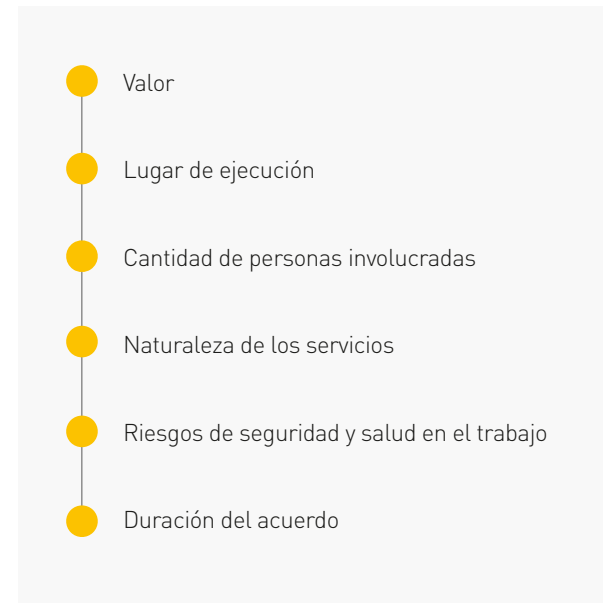 Valor
Lugar de ejecución
Cantidad de personas involucradas
Naturaleza de los servicios
Riesgos de seguridad y salud en el trabajo
Duración del acuerdo